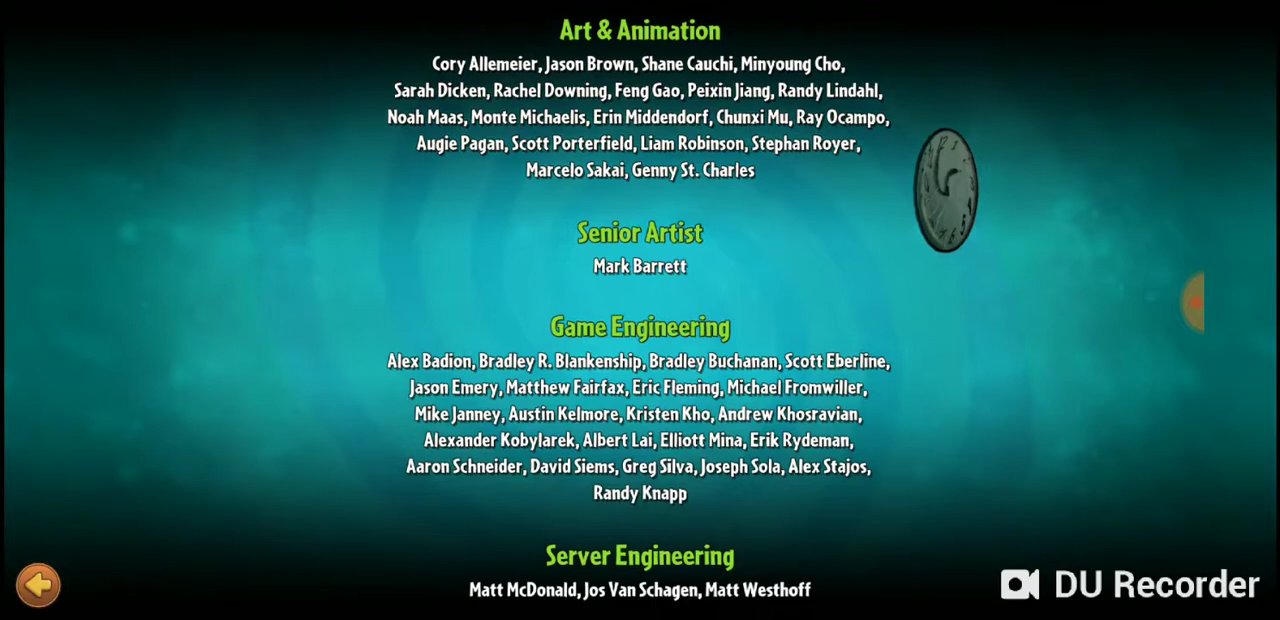 Art & Animation
Cory Allemeier, Jason Brown, Shane Cauchi, Minyoung Cho,
Sarah Dicken, Rachel Downing, Feng Gao, Peixin Jiang, Randy Lindahl,
Noah Maas, Monte Michaelis, Erin Middendorf, Chunxi Mu, Ray Ocampo,
Augie Pagan, Scott Porterfield, Liam Robinson, Stephan Royer,
Marcelo Sakai, Genny St. Charles
Senior Artist
Mark Barrett
Game Engineering
Alex Badion, Bradley R. Blankenship, Bradley Buchanan, Scott Eberline,
Jason Emery, Matthew Fairfax, Eric Fleming, Michael Fromwiller,
Mike Janney, Austin Kelmore, Kristen Kho, Andrew Khosravian,
Alexander Kobylarek, Albert Lai, Elliott Mina, Erik Rydeman,
Aaron Schneider, David Siems, Greg Silva, Joseph Sola, Alex Stajos,
Randy Knapp
Server Engineering
Matt McDonald, Jos Van Schagen, Matt Westhoff
DU Recorder